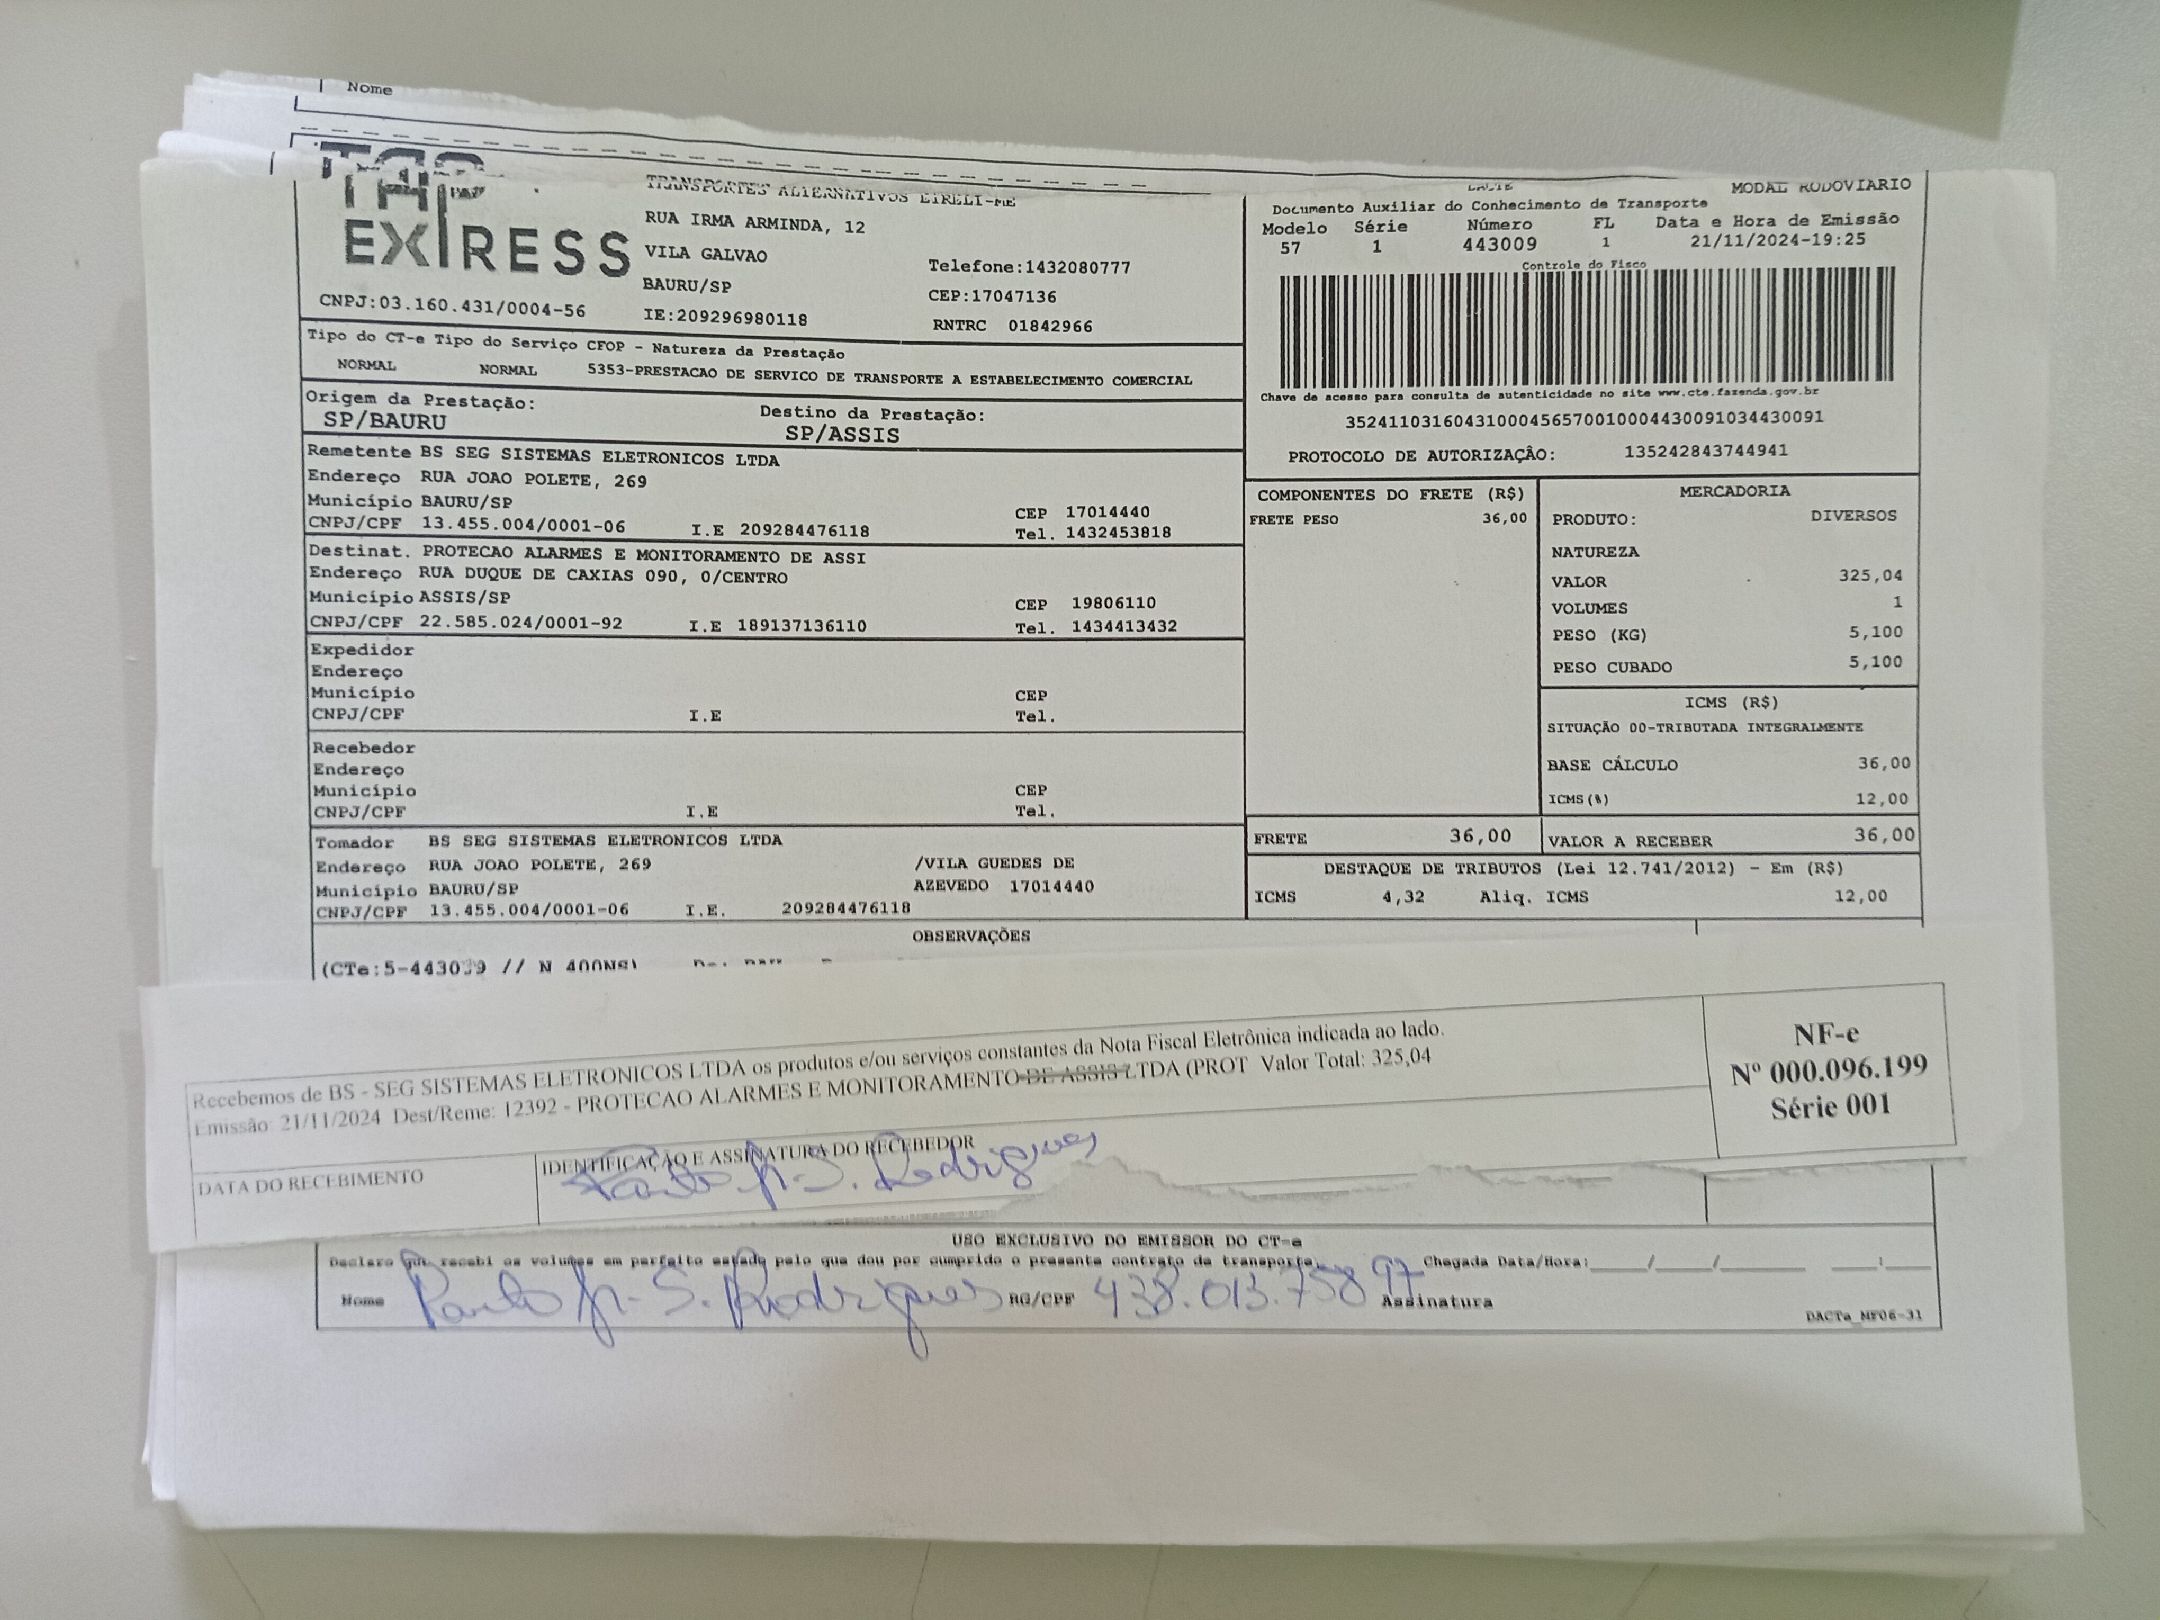 Nome
TAP
EXPRESS
CNPJ:03.160.431/0004-56
TRANSPORTES ALTERNATIVOS EIRELI-ME
RUA IRMA ARMINDA, 12
VILA GALVAO
BAURU/SP
IE:209296980118
Telefone:1432080777
CEP:17047136
RNTRC 01842966
DACTE MODAL RODOVIARIO
Documento Auxiliar do Conhecimento de Transporte
Modelo Série Número FL Data e Hora de Emissão
57 1 443009 1 21/11/2024-19:25
Controle do Fisco
Chave de acesso para consulta de autenticidade no site www.cte.fazenda.gov.br
35241103160431000456570010004430091034430091
PROTOCOLO DE AUTORIZAÇÃO: 135242843744941
Tipo do CT-e Tipo do Serviço CFOP - Natureza da Prestação
NORMAL NORMAL 5353-PRESTACAO DE SERVICO DE TRANSPORTE A ESTABELECIMENTO COMERCIAL
Origem da Prestação: Destino da Prestação:
SP/BAURU SP/ASSIS
Remetente BS SEG SISTEMAS ELETRONICOS LTDA
Endereço RUA JOAO POLETE, 269
Município BAURU/SP CEP 17014440
CNPJ/CPF 13.455.004/0001-06 I.E 209284476118 Tel. 1432453818
Destinat. PROTECAO ALARMES E MONITORAMENTO DE ASSI
Endereço RUA DUQUE DE CAXIAS 090, 0/CENTRO
Município ASSIS/SP CEP 19806110
CNPJ/CPF 22.585.024/0001-92 I.E 189137136110 Tel. 1434413432
Expedidor
Endereço
Município CEP
CNPJ/CPF I.E Tel.
Recebedor
Endereço
Município CEP
CNPJ/CPF I.E Tel.
Tomador BS SEG SISTEMAS ELETRONICOS LTDA
Endereço RUA JOAO POLETE, 269 /VILA GUEDES DE
Município BAURU/SP AZEVEDO 17014440
CNPJ/CPF 13.455.004/0001-06 I.E. 209284476118
COMPONENTES DO FRETE (R$)
FRETE PESO 36,00
MERCADORIA
PRODUTO: DIVERSOS
NATUREZA
VALOR 325,04
VOLUMES 1
PESO (KG) 5,100
PESO CUBADO 5,100
ICMS (R$)
SITUAÇÃO 00-TRIBUTADA INTEGRALMENTE
BASE CÁLCULO 36,00
ICMS(%) 12,00
FRETE 36,00 VALOR A RECEBER 36,00
DESTAQUE DE TRIBUTOS (Lei 12.741/2012) - Em (R$)
ICMS 4,32 Aliq. ICMS 12,00
OBSERVAÇÕES
(CTe:5-443009 //
Recebemos de BS - SEG SISTEMAS ELETRONICOS LTDA os produtos e/ou serviços constantes da Nota Fiscal Eletrônica indicada ao lado.
Emissão: 21/11/2024 Dest/Reme: 12392 - PROTECAO ALARMES E MONITORAMENTO DE ASSIS LTDA (PROT Valor Total: 325,04
NF-e
Nº 000.096.199
Série 001
DATA DO RECEBIMENTO
IDENTIFICAÇÃO E ASSINATURA DO RECEBEDOR
Paulo Jr. S. Rodrigues
USO EXCLUSIVO DO EMISSOR DO CT-e
Declaro que recebi os volumes em perfeito estado pelo que dou por cumprido o presente contrato de transporte. Chegada Data/Hora:____/____/______ ___:___
Nome Paulo Jr. S. Rodrigues RG/CPF 438.013.758 97 Assinatura
DACTe_NF06-31